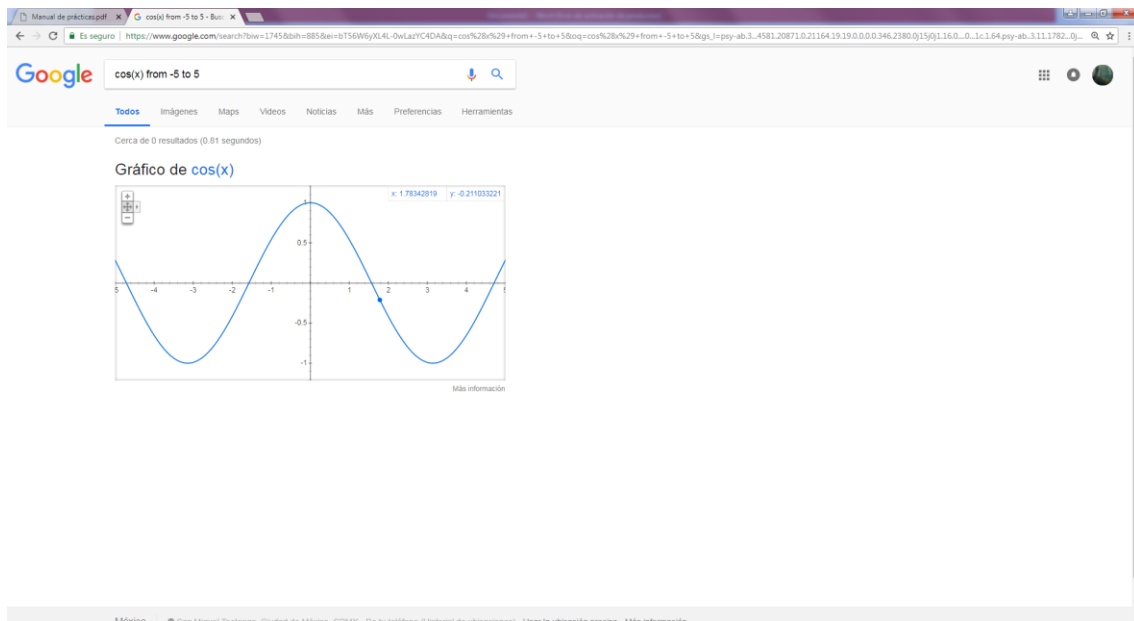 Manual de prácticas.pdf
cos(x) from -5 to 5 - Bus
Es seguro
https://www.google.com/search?biw=1745&bih=885&ei=bT56W6yXL4L-0wLazYC4DA&q=cos%28x%29+from+-5+to+5&oq=cos%28x%29+from+-5+to+5&gs_l=psy-ab.3...4581.20871.0.21164.19.19.0.0.0.0.346.2380.0j15j0j1.16.0...0...1c.1.64.psy-ab..3.11.1782...0j...
Google
cos(x) from -5 to 5
Todos Imágenes Maps Videos Noticias Más Preferencias Herramientas
Cerca de 0 resultados (0.81 segundos)
Gráfico de cos(x)
x: 1.78342819 y: -0.211033221
1
0.5
5 -4 -3 -2 -1 1 2 3 4
-0.5
-1
Más información
México